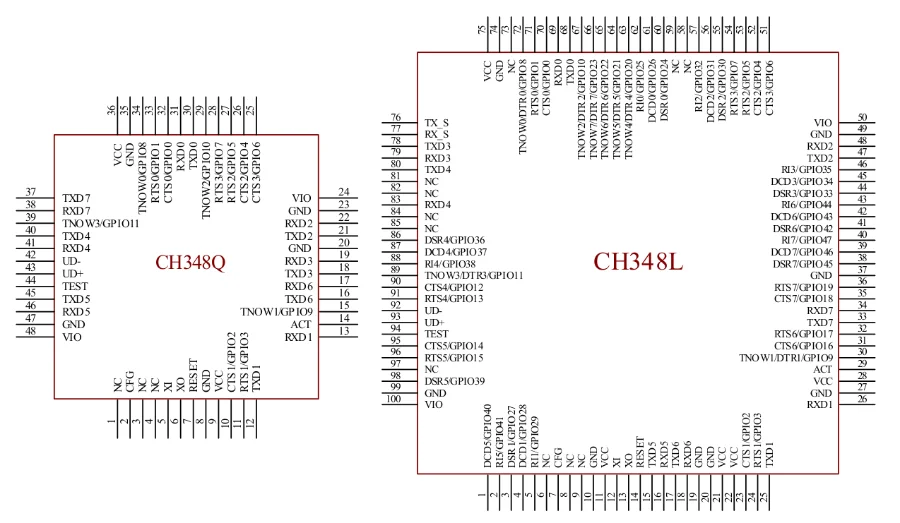 36 VCC
35 GND
34 TNOW0/GPIO8
33 RTS0/GPIO1
32 CTS0/GPIO0
31 RXD0
30 TXD0
29 TNOW2/GPIO10
28 RTS3/GPIO7
27 RTS2/GPIO5
26 CTS2/GPIO4
25 CTS3/GPIO6
37 TXD7
38 RXD7
39 TNOW3/GPIO11
40 TXD4
41 RXD4
42 UD-
43 UD+
44 TEST
45 TXD5
46 RXD5
47 GND
48 VIO
CH348Q
VIO 24
GND 23
RXD2 22
TXD2 21
GND 20
RXD3 19
TXD3 18
RXD6 17
TXD6 16
TNOW1/GPIO9 15
ACT 14
RXD1 13
1 NC
2 CFG
3 NC
4 NC
5 XI
6 XO
7 RESET
8 GND
9 VCC
10 CTS1/GPIO2
11 RTS1/GPIO3
12 TXD1
75 VCC
74 GND
73 NC
72 TNOW0/DTR0/GPIO8
71 RTS0/GPIO1
70 CTS0/GPIO0
69 RXD0
68 TXD0
67 TNOW2/DTR2/GPIO10
66 TNOW7/DTR7/GPIO23
65 TNOW6/DTR6/GPIO22
64 TNOW5/DTR5/GPIO21
63 TNOW4/DTR4/GPIO20
62 RI0/GPIO25
61 DCD0/GPIO26
60 DSR0/GPIO24
59 NC
58 NC
57 RI2/GPIO32
56 DCD2/GPIO31
55 DSR2/GPIO30
54 RTS3/GPIO7
53 RTS2/GPIO5
52 CTS2/GPIO4
51 CTS3/GPIO6
76 TX_S
77 RX_S
78 TXD3
79 RXD3
80 TXD4
81 NC
82 NC
83 RXD4
84 NC
85 NC
86 DSR4/GPIO36
87 DCD4/GPIO37
88 RI4/GPIO38
89 TNOW3/DTR3/GPIO11
90 CTS4/GPIO12
91 RTS4/GPIO13
92 UD-
93 UD+
94 TEST
95 CTS5/GPIO14
96 RTS5/GPIO15
97 NC
98 DSR5/GPIO39
99 GND
100 VIO
CH348L
VIO 50
GND 49
RXD2 48
TXD2 47
RI3/GPIO35 46
DCD3/GPIO34 45
DSR3/GPIO33 44
RI6/GPIO44 43
DCD6/GPIO43 42
DSR6/GPIO42 41
RI7/GPIO47 40
DCD7/GPIO46 39
DSR7/GPIO45 38
GND 37
RTS7/GPIO19 36
CTS7/GPIO18 35
RXD7 34
TXD7 33
RTS6/GPIO17 32
CTS6/GPIO16 31
TNOW1/DTR1/GPIO9 30
ACT 29
VCC 28
GND 27
RXD1 26
1 DCD5/GPIO40
2 RI5/GPIO41
3 DSR1/GPIO27
4 DCD1/GPIO28
5 RI1/GPIO29
6 NC
7 CFG
8 NC
9 NC
10 GND
11 VCC
12 XI
13 XO
14 RESET
15 TXD5
16 RXD5
17 TXD6
18 RXD6
19 GND
20 GND
21 VCC
22 VCC
23 CTS1/GPIO2
24 RTS1/GPIO3
25 TXD1